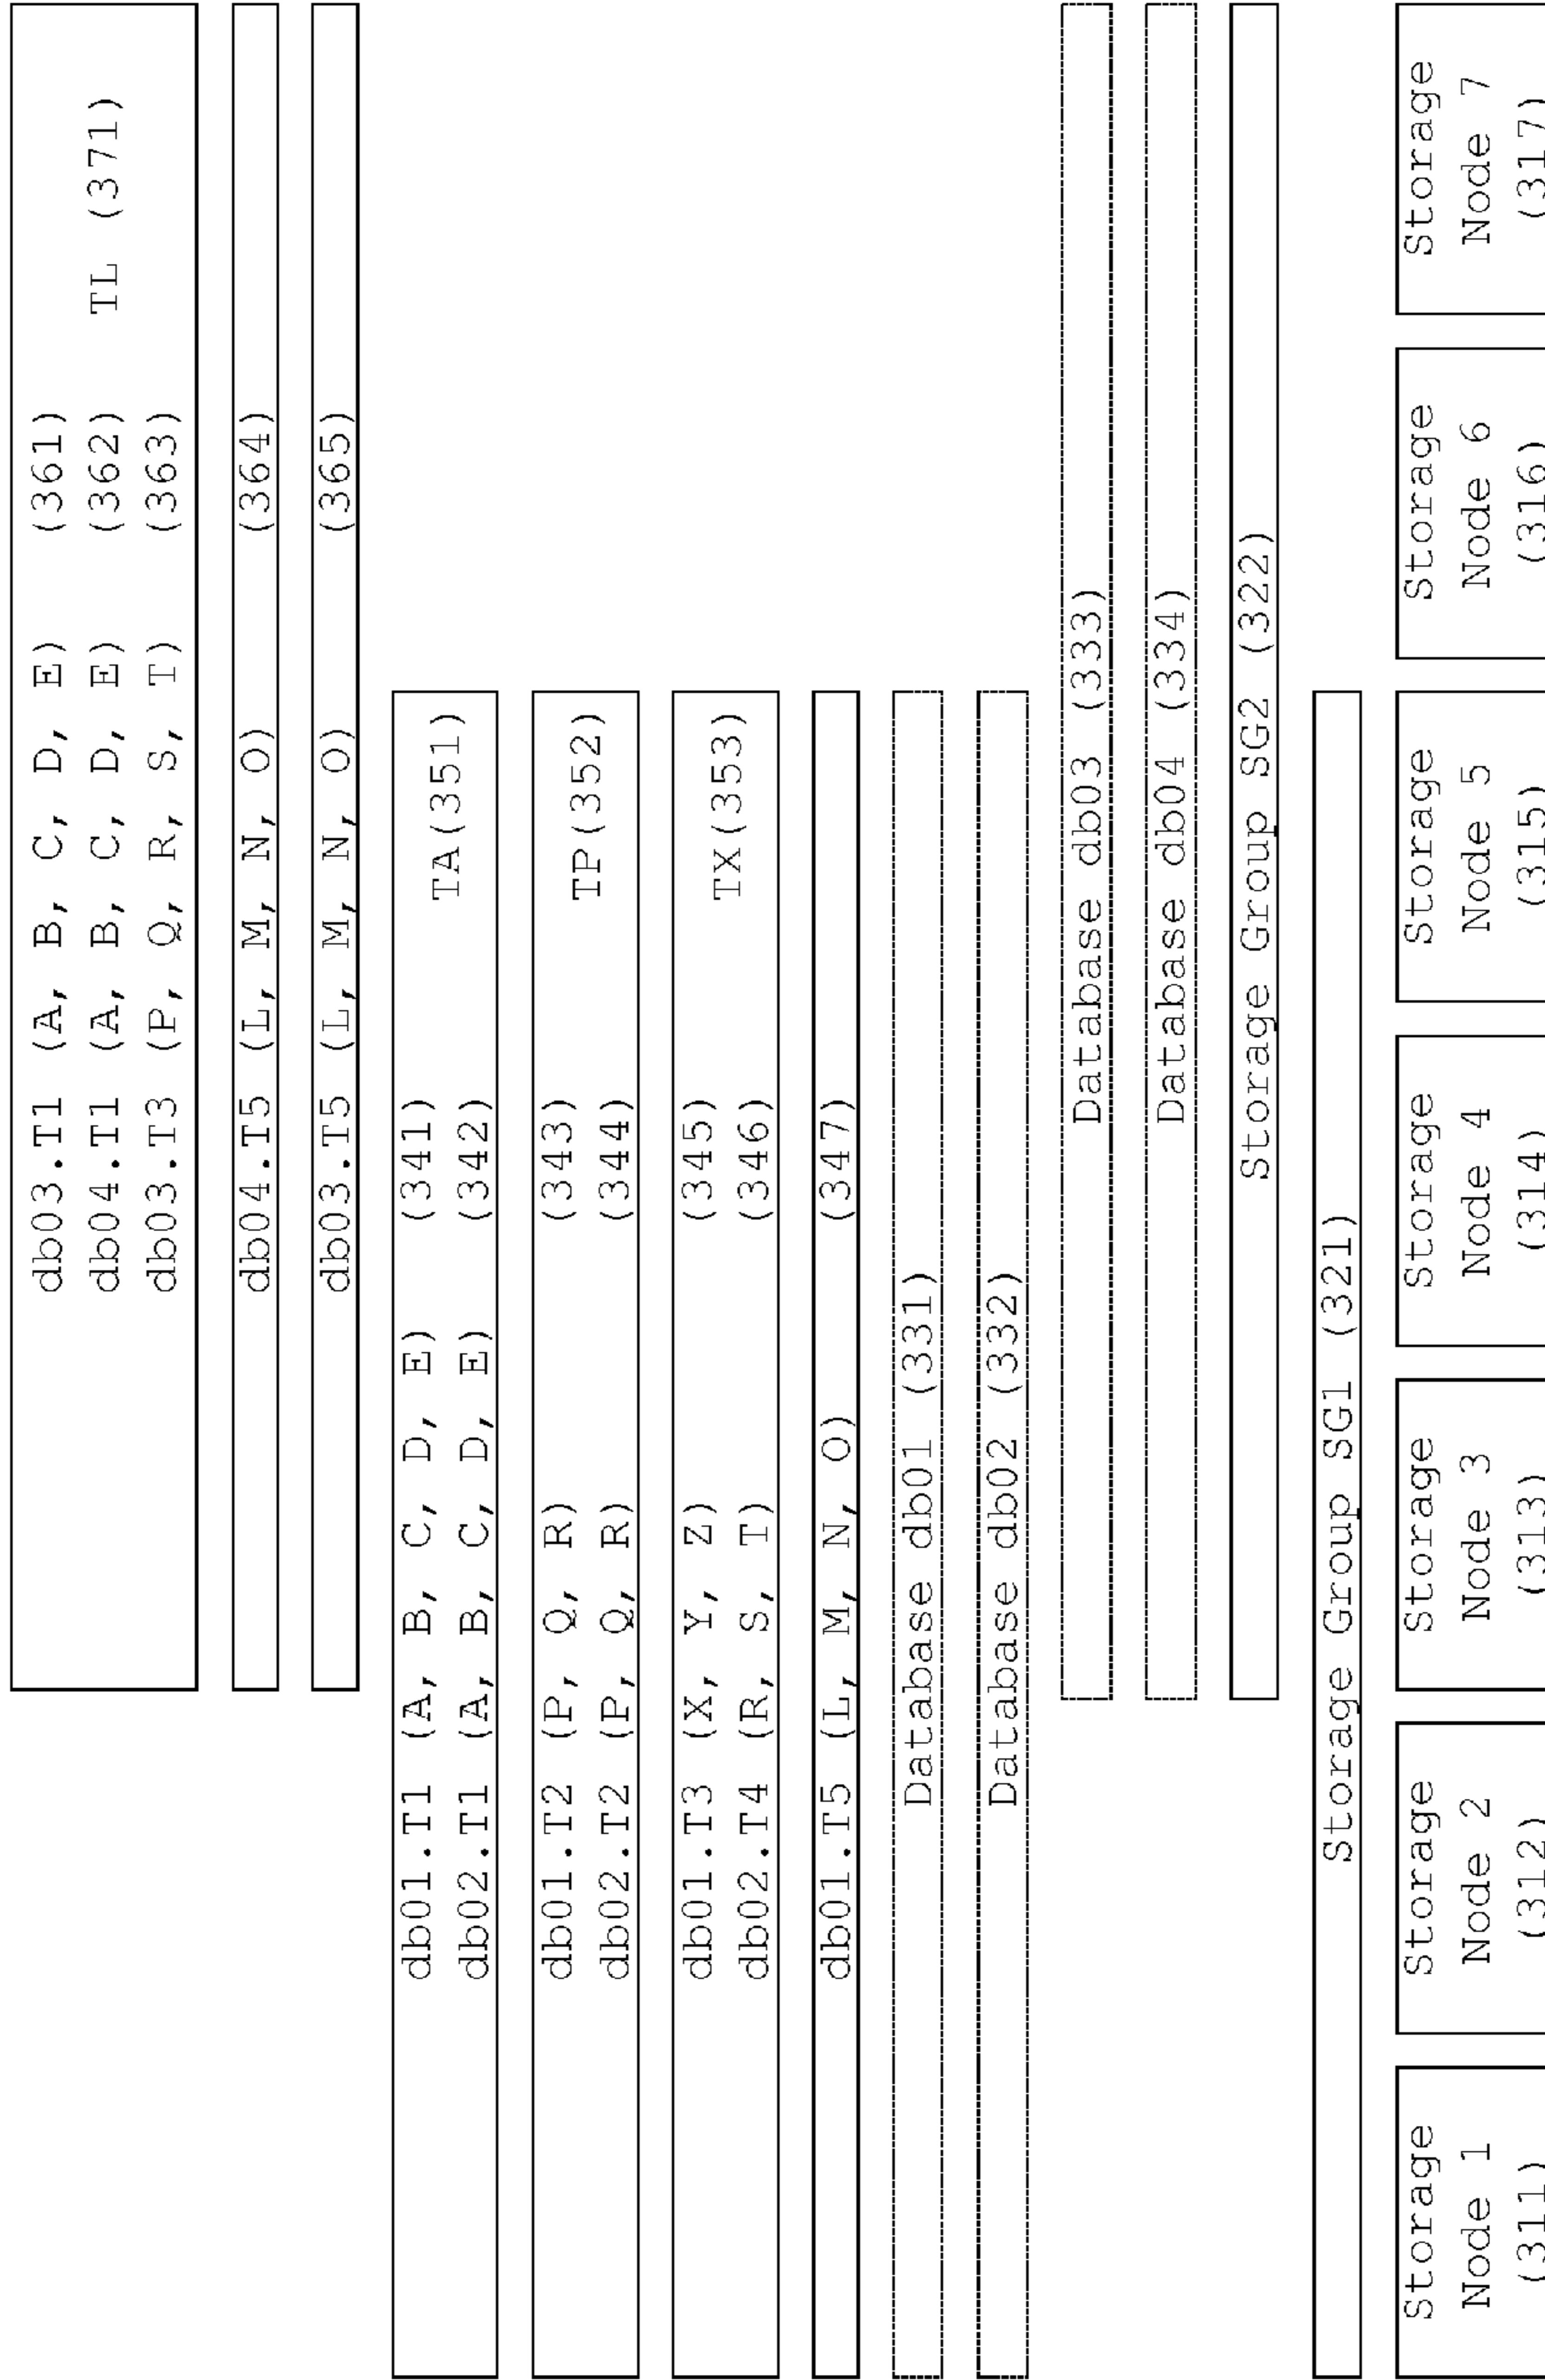 db03.T1 (A, B, C, D, E) (361)
db04.T1 (A, B, C, D, E) (362) TL (371)
db03.T3 (P, Q, R, S, T) (363)
db04.T5 (L, M, N, O) (364)
db03.T5 (L, M, N, O) (365)
db01.T1 (A, B, C, D, E) (341)
TA(351)
db02.T1 (A, B, C, D, E) (342)
db01.T2 (P, Q, R) (343)
TP(352)
db02.T2 (P, Q, R) (344)
db01.T3 (X, Y, Z) (345)
TX(353)
db02.T4 (R, S, T) (346)
db01.T5 (L, M, N, O) (347)
Database db01 (331)
Database db02 (332)
Database db03 (333)
Database db04 (334)
Storage Group SG2 (322)
Storage Group SG1 (321)
Storage
Node 1
(311)
Storage
Node 2
(312)
Storage
Node 3
(313)
Storage
Node 4
(314)
Storage
Node 5
(315)
Storage
Node 6
(316)
Storage
Node 7
(317)